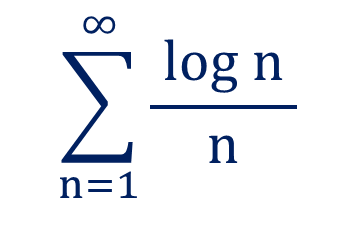 ∞
∑ log n / n
n=1